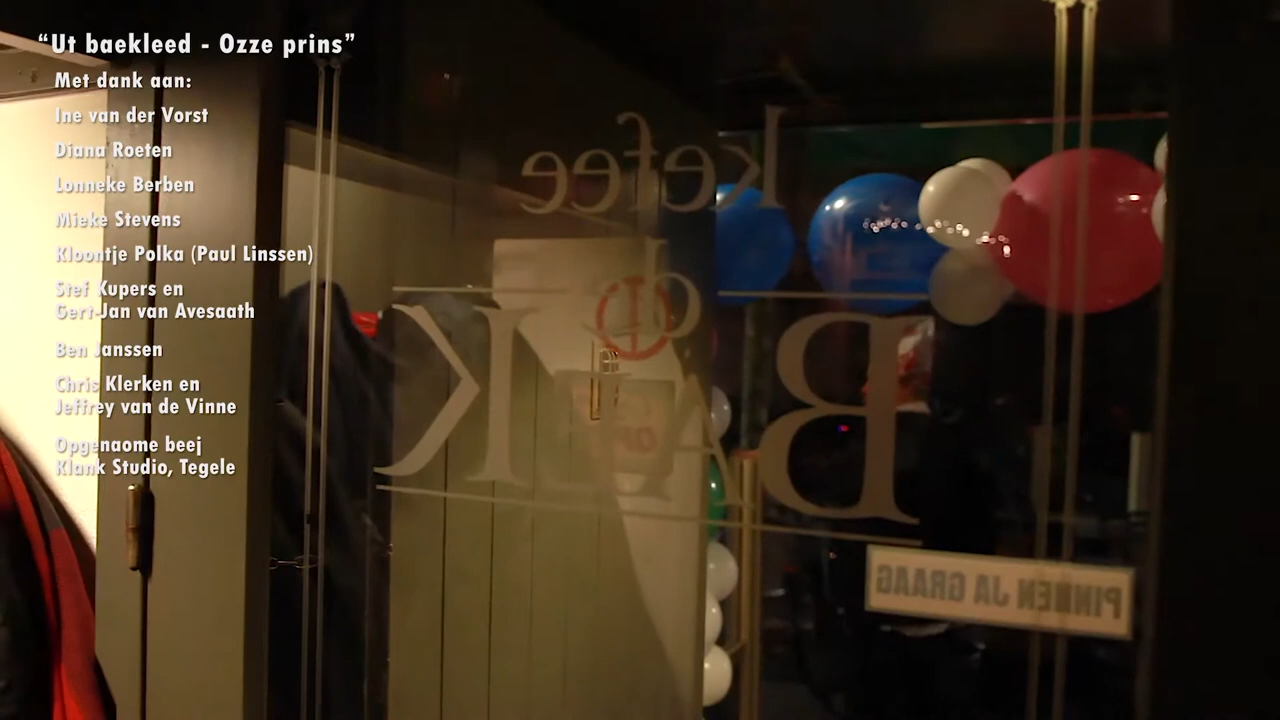 “Ut baekleed - Ozze prins”
Met dank aan:
Ine van der Vorst
Diana Roeten
Lonneke Berben
Mieke Stevens
Kloontje Polka (Paul Linssen)
Stef Kupers en
Gert-Jan van Avesaath
Ben Janssen
Chris Klerken en
Jeffrey van de Vinne
Opgenaome beej
Klank Studio, Tegele
kefee
d
PINNEN JA GRAAG